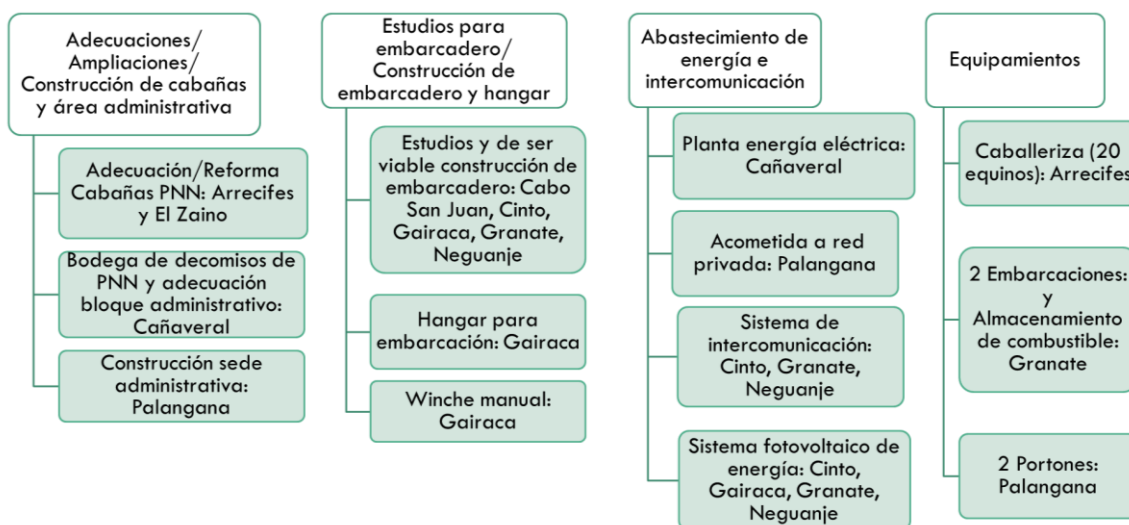 Adecuaciones/
Ampliaciones/
Construcción de cabañas
y área administrativa
Adecuación/Reforma
Cabañas PNN: Arrecifes
y El Zaino
Bodega de decomisos de
PNN y adecuación
bloque administrativo:
Cañaveral
Construcción sede
administrativa:
Palangana
Estudios para
embarcadero/
Construcción de
embarcadero y hangar
Estudios y de ser
viable construcción de
embarcadero: Cabo
San Juan, Cinto,
Gairaca, Granate,
Neguanje
Hangar para
embarcación: Gairaca
Winche manual:
Gairaca
Abastecimiento de
energía e
intercomunicación
Planta energía eléctrica:
Cañaveral
Acometida a red
privada: Palangana
Sistema de
intercomunicación:
Cinto, Granate,
Neguanje
Sistema fotovoltaico de
energía: Cinto,
Gairaca, Granate,
Neguanje
Equipamientos
Caballeriza (20
equinos): Arrecifes
2 Embarcaciones:
y
Almacenamiento
de combustible:
Granate
2 Portones:
Palangana